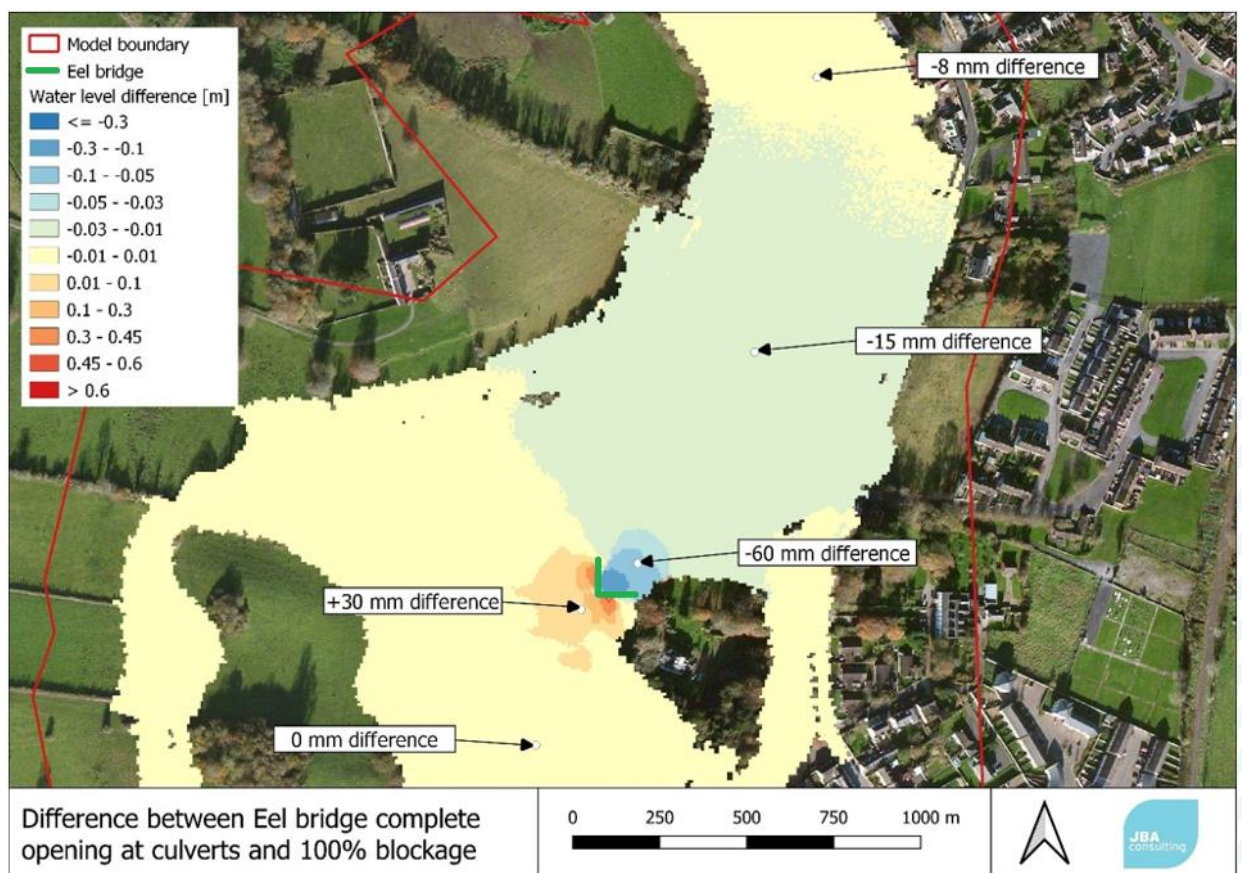 Model boundary
Eel bridge
Water level difference [m]
<= -0.3
-0.3 - -0.1
-0.1 - -0.05
-0.05 - -0.03
-0.03 - -0.01
-0.01 - 0.01
0.01 - 0.1
0.1 - 0.3
0.3 - 0.45
0.45 - 0.6
> 0.6
-8 mm difference
-15 mm difference
-60 mm difference
+30 mm difference
0 mm difference
Difference between Eel bridge complete
opening at culverts and 100% blockage
0 250 500 750 1000 m
JBA
consulting